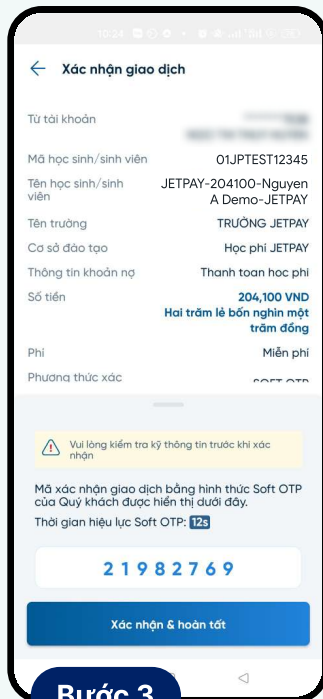 10:24
Xác nhận giao dịch
Từ tài khoản
Mã học sinh/sinh viên 01JPTEST12345
Tên học sinh/sinh JETPAY-204100-Nguyen
viên A Demo-JETPAY
Tên trường TRƯỜNG JETPAY
Cơ sở đào tạo Học phí JETPAY
Thông tin khoản nợ Thanh toan hoc phi
Số tiền 204,100 VND
Hai trăm lẻ bốn nghìn một
trăm đồng
Phí Miễn phí
Phương thức xác SOFT OTP
Vui lòng kiểm tra kỹ thông tin trước khi xác
nhận
Mã xác nhận giao dịch bằng hình thức Soft OTP
của Quý khách được hiển thị dưới đây.
Thời gian hiệu lực Soft OTP: 12s
21982769
Xác nhận & hoàn tất
Bước 3